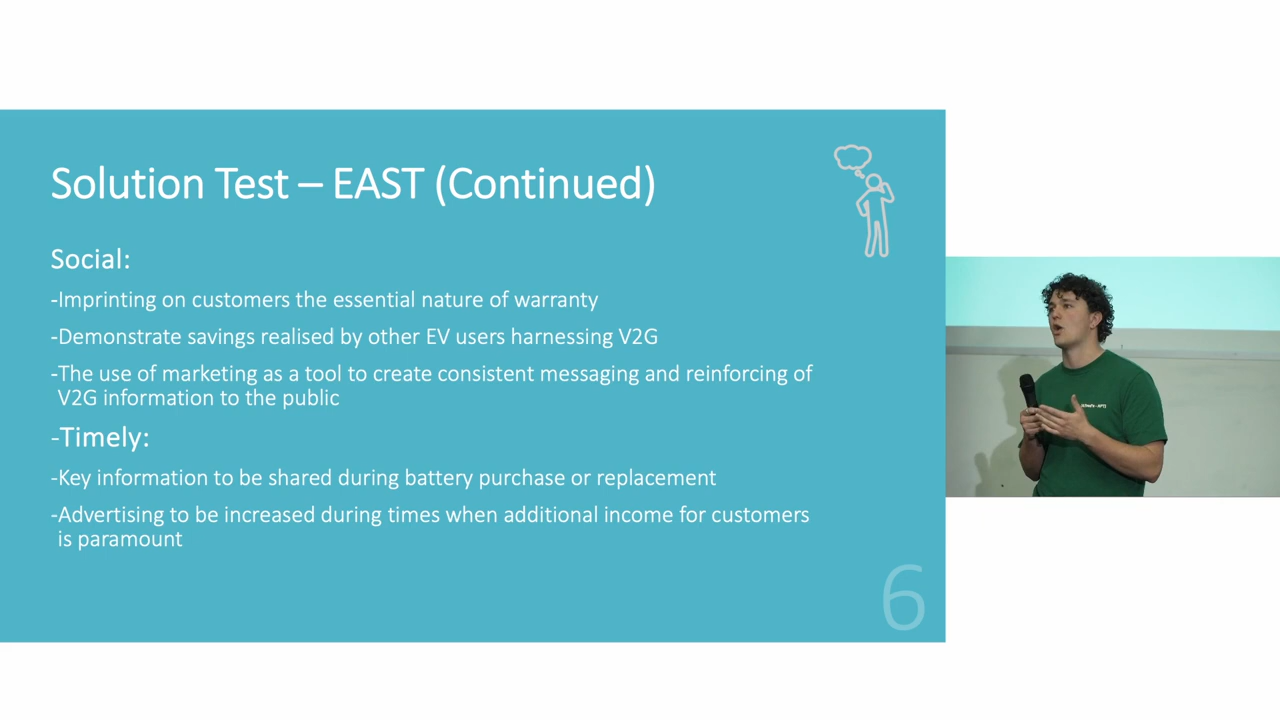 Solution Test – EAST (Continued)
Social:
-Imprinting on customers the essential nature of warranty
-Demonstrate savings realised by other EV users harnessing V2G
-The use of marketing as a tool to create consistent messaging and reinforcing of
V2G information to the public
-Timely:
-Key information to be shared during battery purchase or replacement
-Advertising to be increased during times when additional income for customers
is paramount
6